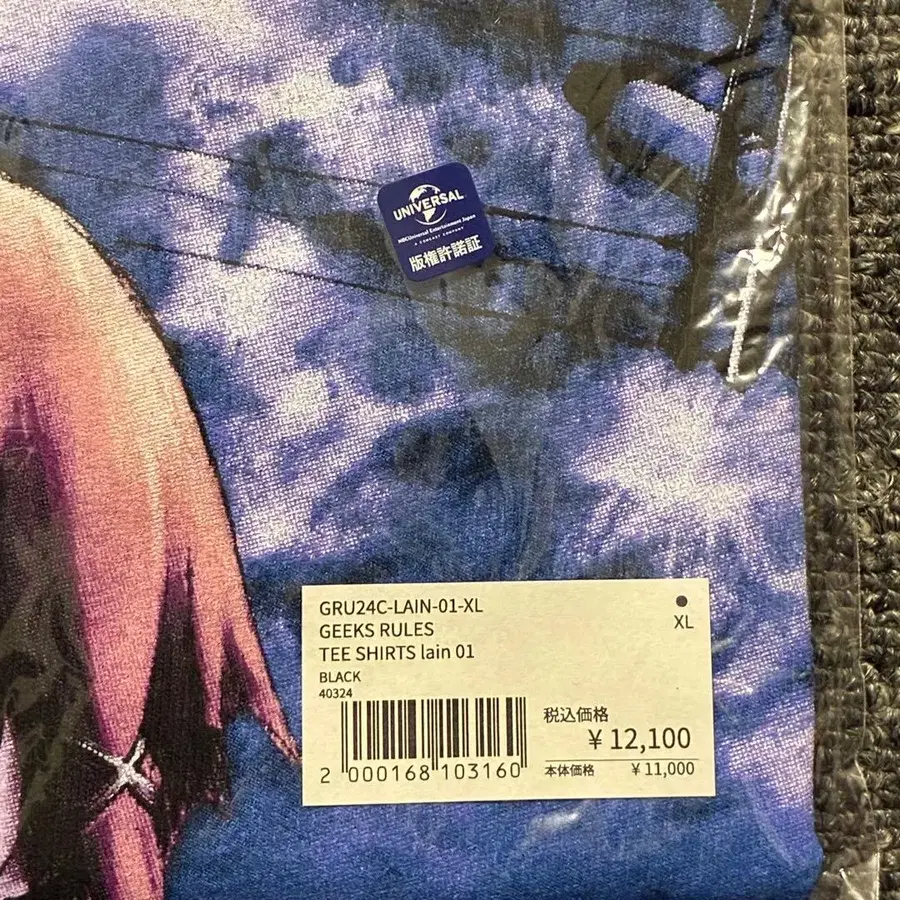 UNIVERSAL
NBCUniversal Entertainment Japan
A COMCAST COMPANY
版権許諾証
GRU24C-LAIN-01-XL
GEEKS RULES
TEE SHIRTS lain 01
BLACK
40324
XL
2 000168 103160
税込価格
¥12,100
本体価格 ¥11,000